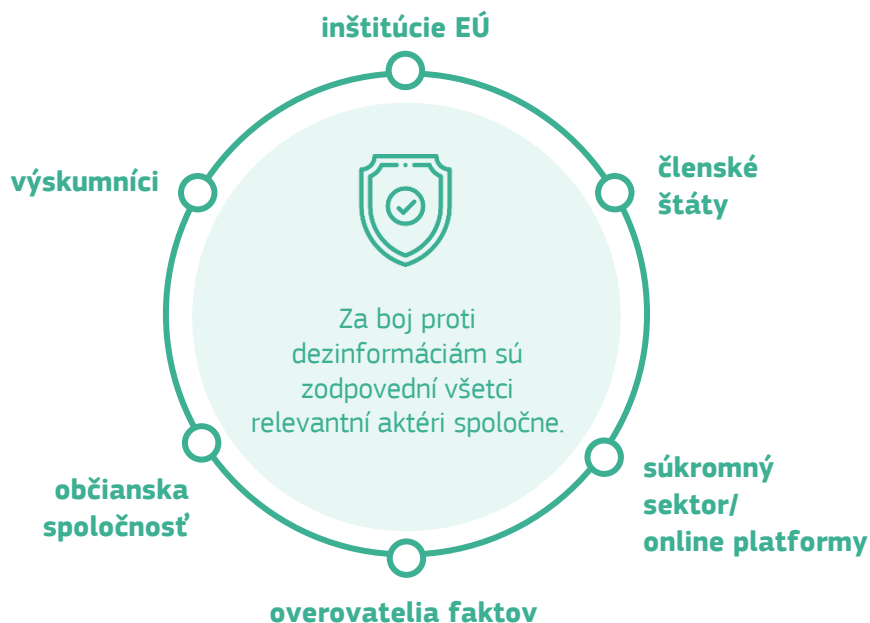 inštitúcie EÚ
členské
štáty
súkromný
sektor/
online platformy
overovatelia faktov
občianska
spoločnosť
výskumníci
Za boj proti
dezinformáciám sú
zodpovední všetci
relevantní aktéri spoločne.